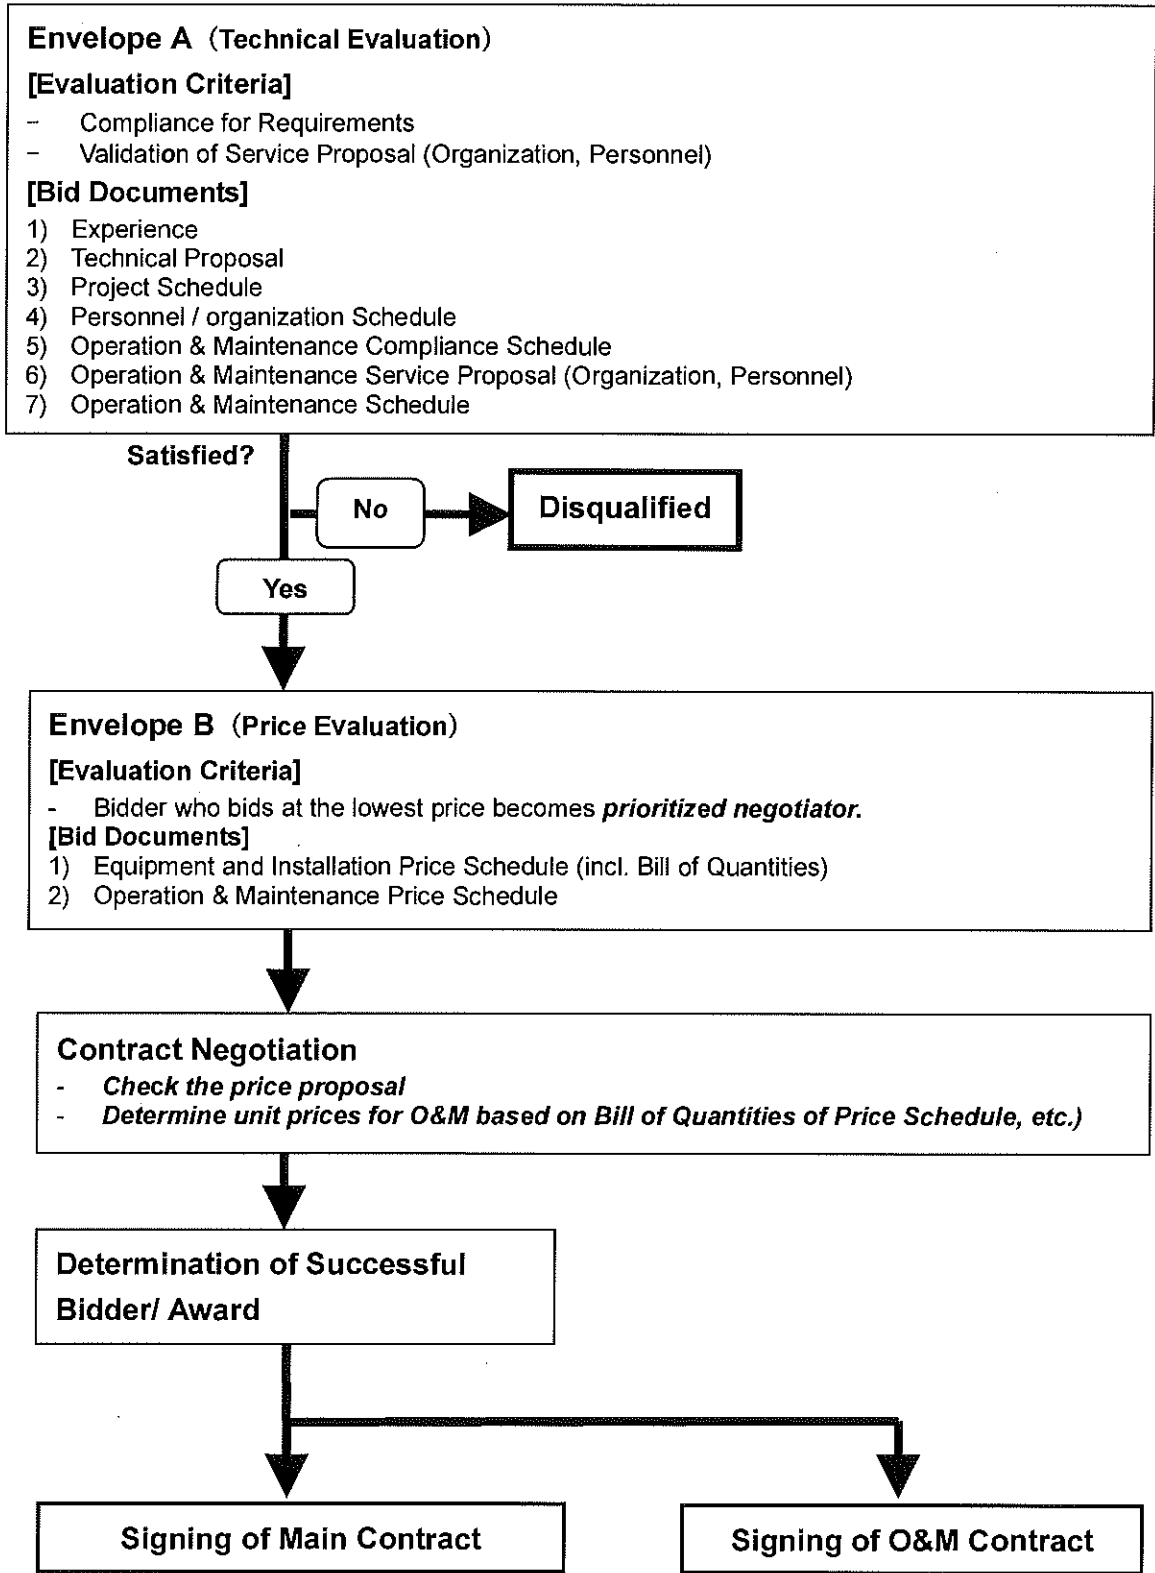 Envelope A（Technical Evaluation）
[Evaluation Criteria]
- Compliance for Requirements
- Validation of Service Proposal (Organization, Personnel)
[Bid Documents]
1) Experience
2) Technical Proposal
3) Project Schedule
4) Personnel / organization Schedule
5) Operation & Maintenance Compliance Schedule
6) Operation & Maintenance Service Proposal (Organization, Personnel)
7) Operation & Maintenance Schedule
Satisfied?
No
Disqualified
Yes
Envelope B（Price Evaluation）
[Evaluation Criteria]
- Bidder who bids at the lowest price becomes prioritized negotiator.
[Bid Documents]
1) Equipment and Installation Price Schedule (incl. Bill of Quantities)
2) Operation & Maintenance Price Schedule
Contract Negotiation
- Check the price proposal
- Determine unit prices for O&M based on Bill of Quantities of Price Schedule, etc.)
Determination of Successful
Bidder/ Award
Signing of Main Contract
Signing of O&M Contract